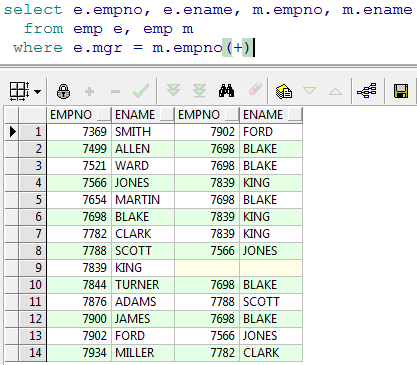 select e.empno, e.ename, m.empno, m.ename
from emp e, emp m
where e.mgr = m.empno(+)
EMPNO ENAME EMPNO ENAME
1 7369 SMITH 7902 FORD
2 7499 ALLEN 7698 BLAKE
3 7521 WARD 7698 BLAKE
4 7566 JONES 7839 KING
5 7654 MARTIN 7698 BLAKE
6 7698 BLAKE 7839 KING
7 7782 CLARK 7839 KING
8 7788 SCOTT 7566 JONES
9 7839 KING
10 7844 TURNER 7698 BLAKE
11 7876 ADAMS 7788 SCOTT
12 7900 JAMES 7698 BLAKE
13 7902 FORD 7566 JONES
14 7934 MILLER 7782 CLARK